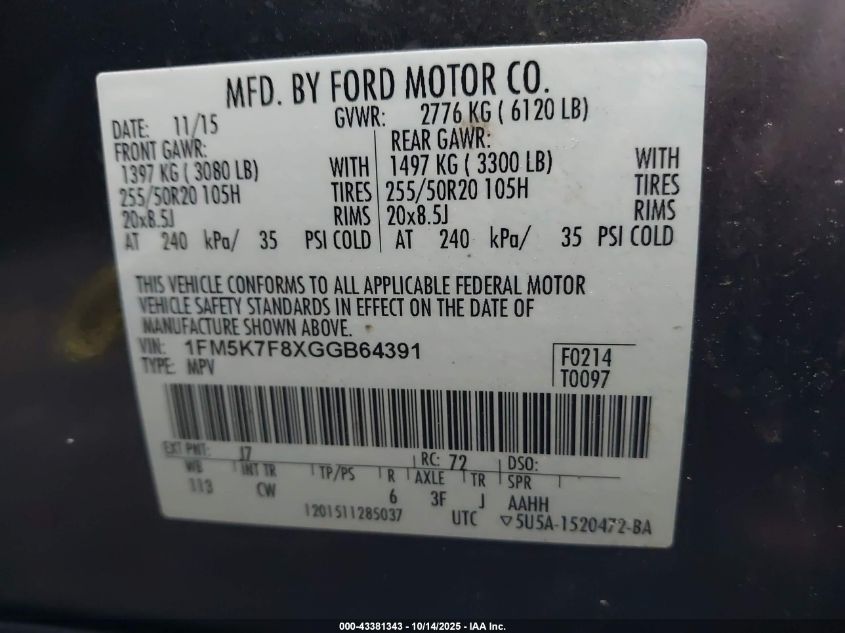 MFD. BY FORD MOTOR CO.
DATE: 11/15 GVWR: 2776 KG ( 6120 LB)
FRONT GAWR: REAR GAWR:
1397 KG ( 3080 LB) WITH 1497 KG ( 3300 LB) WITH
255/50R20 105H TIRES 255/50R20 105H TIRES
20x8.5J RIMS 20x8.5J RIMS
AT 240 kPa/ 35 PSI COLD AT 240 kPa/ 35 PSI COLD
THIS VEHICLE CONFORMS TO ALL APPLICABLE FEDERAL MOTOR
VEHICLE SAFETY STANDARDS IN EFFECT ON THE DATE OF
MANUFACTURE SHOWN ABOVE.
VIN: 1FM5K7F8XGGB64391 F0214
TYPE: MPV T0097
EXT PNT: J7 RC: 72 DSO:
WB INT TR TP/PS R AXLE TR SPR
113 CW 6 3F J AAHH
1201511285037 UTC ▽5U5A-1520472-BA
000-43381343 | 10/14/2025 | IAA Inc.